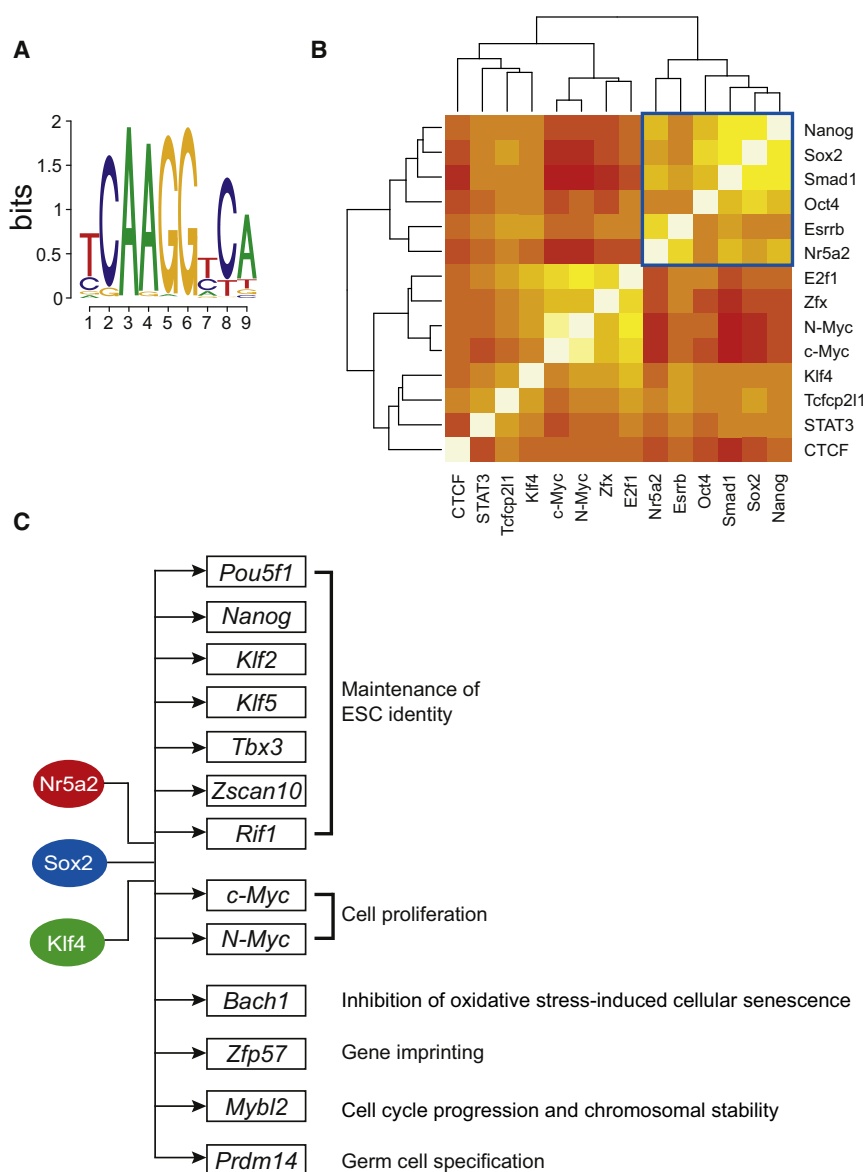 A
bits
2
1.5
1
0.5
0
T
C
C
G
A
A
G
G
T
C
A
C
T
T
G
1 2 3 4 5 6 7 8 9
B
Nanog
Sox2
Smad1
Oct4
Esrrb
Nr5a2
E2f1
Zfx
N-Myc
c-Myc
Klf4
Tcfcp2l1
STAT3
CTCF
CTCF
STAT3
Tcfcp2l1
Klf4
c-Myc
N-Myc
Zfx
E2f1
Nr5a2
Esrrb
Oct4
Smad1
Sox2
Nanog
C
Nr5a2
Sox2
Klf4
Pou5f1
Nanog
Klf2
Klf5
Tbx3
Zscan10
Rif1
Maintenance of
ESC identity
c-Myc
N-Myc
Cell proliferation
Bach1 Inhibition of oxidative stress-induced cellular senescence
Zfp57 Gene imprinting
Mybl2 Cell cycle progression and chromosomal stability
Prdm14 Germ cell specification